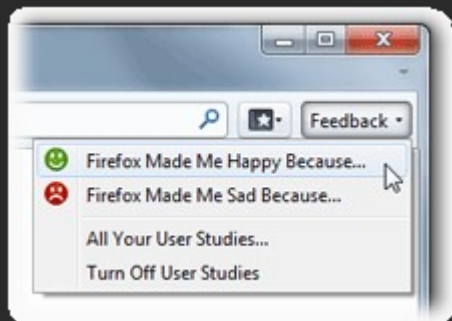 Feedback
Firefox Made Me Happy Because...
Firefox Made Me Sad Because...
All Your User Studies...
Turn Off User Studies